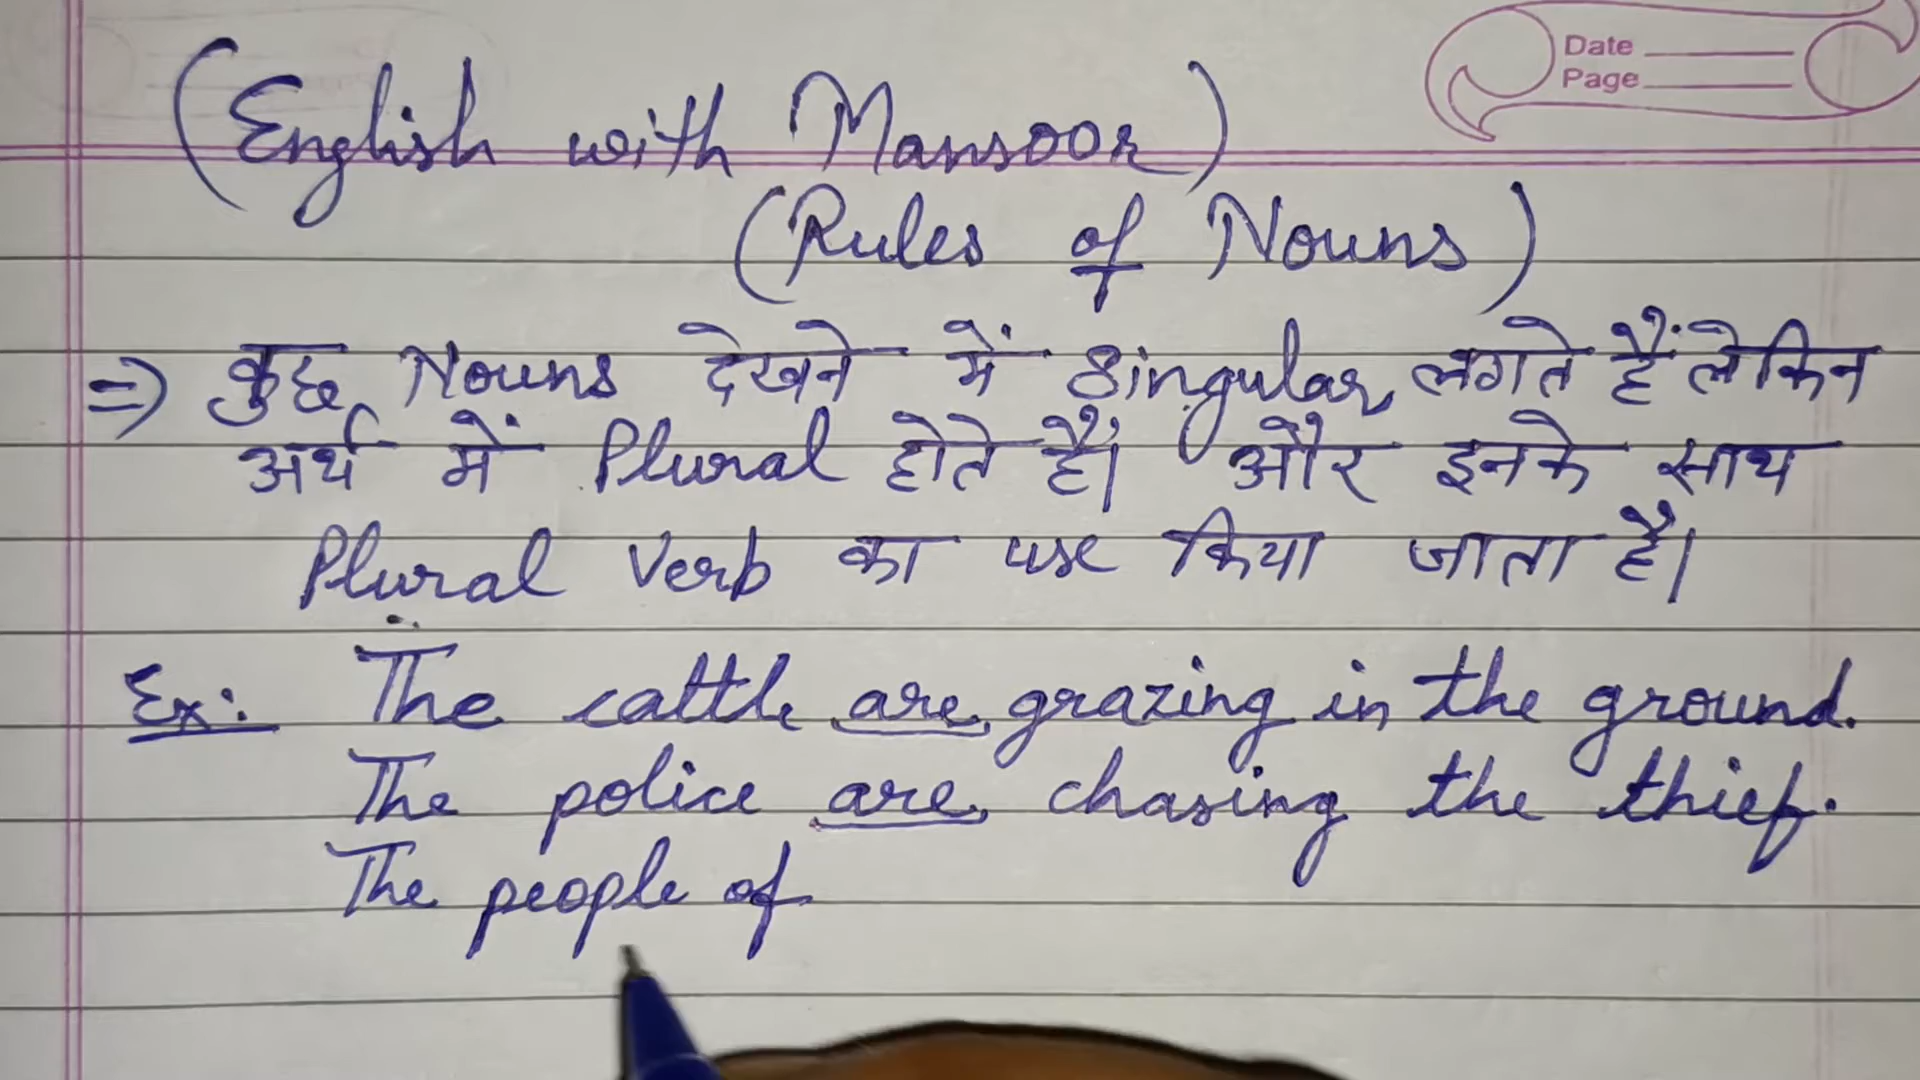 Date
Page
(English with Mansoor)
(Rules of Nouns)
=> कुछ Nouns देखने में Singular लगते हैं लेकिन
अर्थ में Plural होते हैं। और इनके साथ
Plural Verb का use किया जाता है।
Ex: The cattle are grazing in the ground.
The police are chasing the thief.
The people of